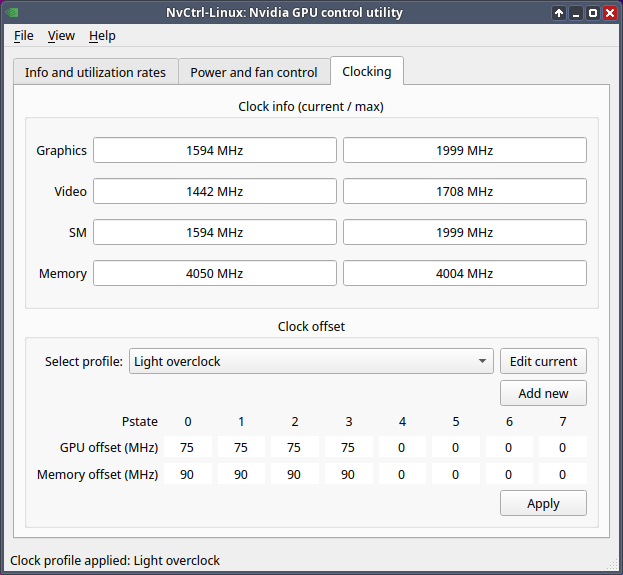 NvCtrl-Linux: Nvidia GPU control utility
File View Help
Info and utilization rates Power and fan control Clocking
Clock info (current / max)
Graphics 1594 MHz 1999 MHz
Video 1442 MHz 1708 MHz
SM 1594 MHz 1999 MHz
Memory 4050 MHz 4004 MHz
Clock offset
Select profile: Light overclock Edit current
Add new
Pstate 0 1 2 3 4 5 6 7
GPU offset (MHz) 75 75 75 75 0 0 0 0
Memory offset (MHz) 90 90 90 90 0 0 0 0
Apply
Clock profile applied: Light overclock